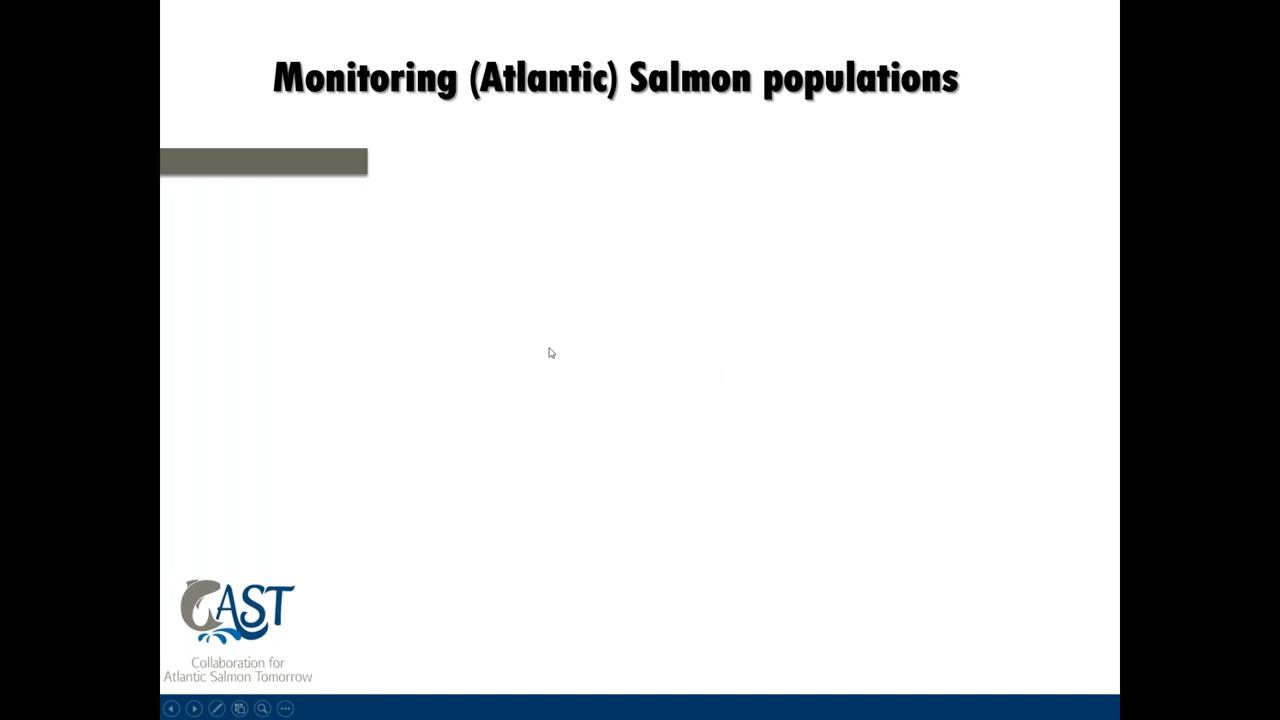 Monitoring (Atlantic) Salmon populations
CAST
Collaboration for
Atlantic Salmon Tomorrow